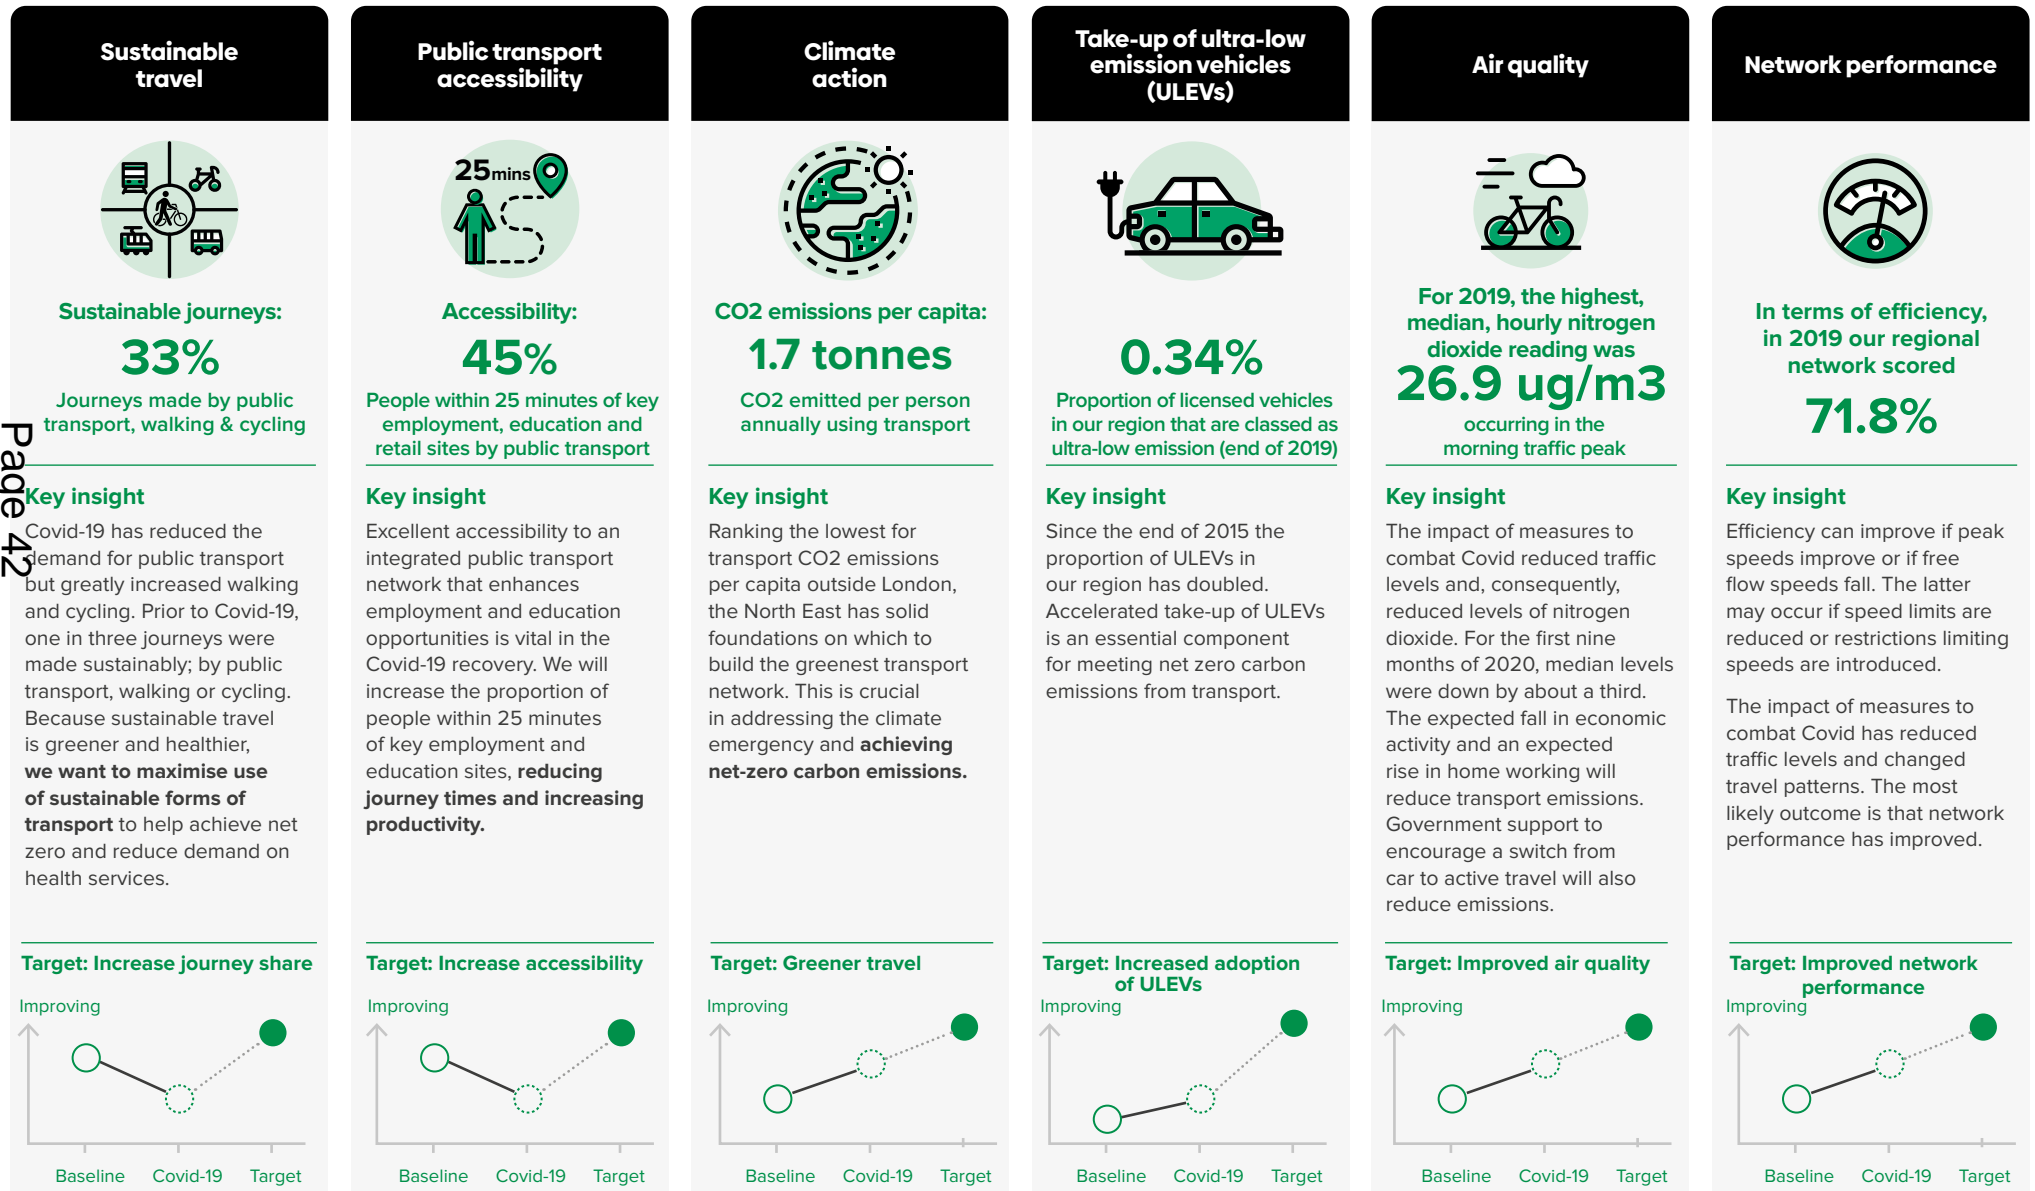 Sustainable
travel
25 mins
Sustainable journeys:
33%
Journeys made by public
transport, walking & cycling
Key insight
Covid-19 has reduced the
demand for public transport
but greatly increased walking
and cycling. Prior to Covid-19,
one in three journeys were
made sustainably; by public
transport, walking or cycling.
Because sustainable travel
is greener and healthier,
we want to maximise use
of sustainable forms of
transport to help achieve net
zero and reduce demand on
health services.
Target: Increase journey share
Improving
Baseline Covid-19 Target
Public transport
accessibility
Accessibility:
45%
People within 25 minutes of key
employment, education and
retail sites by public transport
Key insight
Excellent accessibility to an
integrated public transport
network that enhances
employment and education
opportunities is vital in the
Covid-19 recovery. We will
increase the proportion of
people within 25 minutes
of key employment and
education sites, reducing
journey times and increasing
productivity.
Target: Increase accessibility
Improving
Baseline Covid-19 Target
Climate
action
CO2 emissions per capita:
1.7 tonnes
CO2 emitted per person
annually using transport
Key insight
Ranking the lowest for
transport CO2 emissions
per capita outside London,
the North East has solid
foundations on which to
build the greenest transport
network. This is crucial
in addressing the climate
emergency and achieving
net-zero carbon emissions.
Target: Greener travel
Improving
Baseline Covid-19 Target
Take-up of ultra-low
emission vehicles
(ULEVs)
0.34%
Proportion of licensed vehicles
in our region that are classed as
ultra-low emission (end of 2019)
Key insight
Since the end of 2015 the
proportion of ULEVs in
our region has doubled.
Accelerated take-up of ULEVs
is an essential component
for meeting net zero carbon
emissions from transport.
Target: Increased adoption
of ULEVs
Improving
Baseline Covid-19 Target
Air quality
For 2019, the highest,
median, hourly nitrogen
dioxide reading was
26.9 ug/m3
occurring in the
morning traffic peak
Key insight
The impact of measures to
combat Covid reduced traffic
levels and, consequently,
reduced levels of nitrogen
dioxide. For the first nine
months of 2020, median levels
were down by about a third.
The expected fall in economic
activity and an expected
rise in home working will
reduce transport emissions.
Government support to
encourage a switch from
car to active travel will also
reduce emissions.
Target: Improved air quality
Improving
Baseline Covid-19 Target
Network performance
In terms of efficiency,
in 2019 our regional
network scored
71.8%
Key insight
Efficiency can improve if peak
speeds improve or if free
flow speeds fall. The latter
may occur if speed limits are
reduced or restrictions limiting
speeds are introduced.
The impact of measures to
combat Covid has reduced
traffic levels and changed
travel patterns. The most
likely outcome is that network
performance has improved.
Target: Improved network
performance
Improving
Baseline Covid-19 Target
Page 42